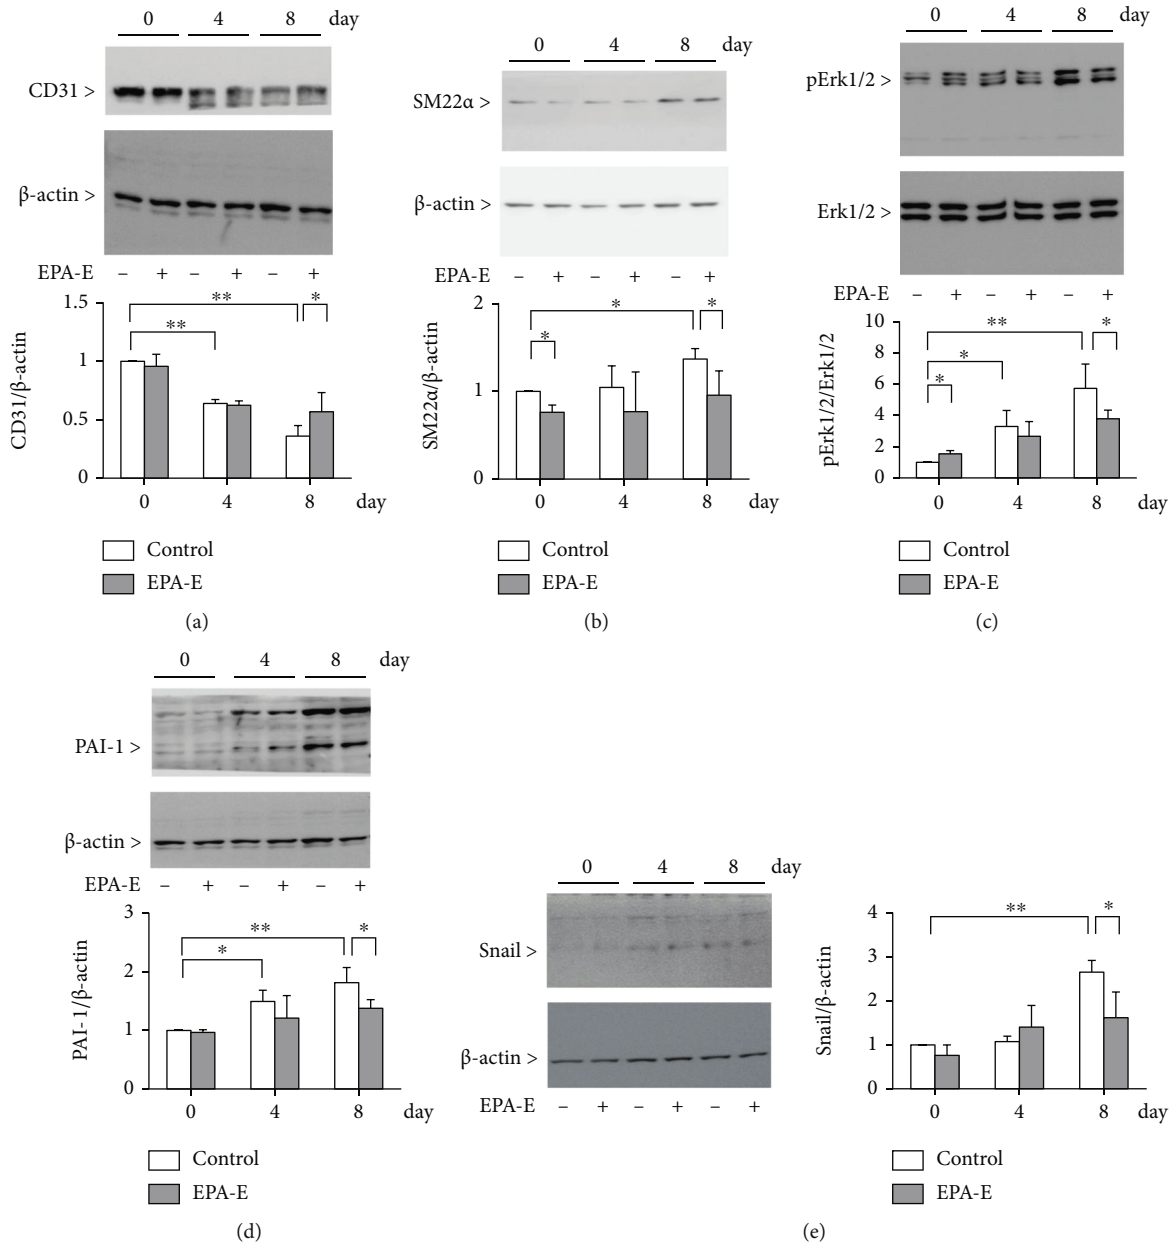 0 4 8 day
CD31 >
β-actin >
EPA-E – + – + – +
** *
**
1.5
1
0.5
0
CD31/β-actin
0 4 8 day
Control
EPA-E
(a)
0 4 8 day
SM22α >
β-actin >
EPA-E – + – + – +
* *
*
2
1
0
SM22α/β-actin
0 4 8 day
Control
EPA-E
(b)
0 4 8 day
pErk1/2 >
Erk1/2 >
EPA-E – + – + – +
** *
*
*
10
8
6
4
2
0
pErk1/2/Erk1/2
0 4 8 day
Control
EPA-E
(c)
0 4 8 day
PAI-1 >
β-actin >
EPA-E – + – + – +
** *
*
3
2
1
0
PAI-1/β-actin
0 4 8 day
Control
EPA-E
(d)
0 4 8 day
Snail >
β-actin >
EPA-E – + – + – +
** *
4
3
2
1
0
Snail/β-actin
0 4 8 day
Control
EPA-E
(e)